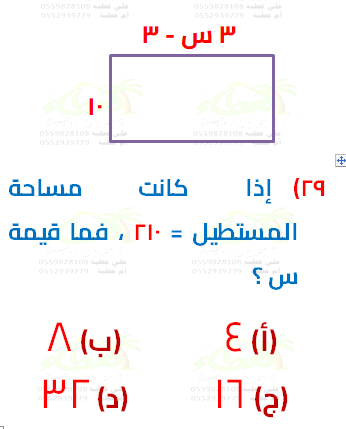 علي عطية 0559828108
أم عطية 0552939779
٣ س - ٣
١٠
٢٩) إذا كانت مساحة
المستطيل = ٢١٠ ، فما قيمة
س ؟
(أ) ٤ (ب) ٨
(ج) ١٦ (د) ٣٢